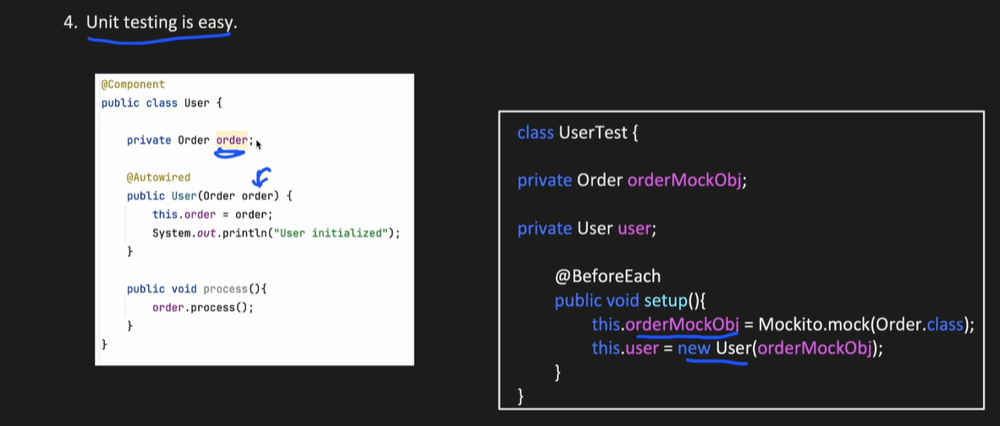 4. Unit testing is easy.
@Component
public class User {
private Order order;
@Autowired
public User(Order order) {
this.order = order;
System.out.println("User initialized");
}
public void process(){
order.process();
}
}
class UserTest {
private Order orderMockObj;
private User user;
@BeforeEach
public void setup(){
this.orderMockObj = Mockito.mock(Order.class);
this.user = new User(orderMockObj);
}
}